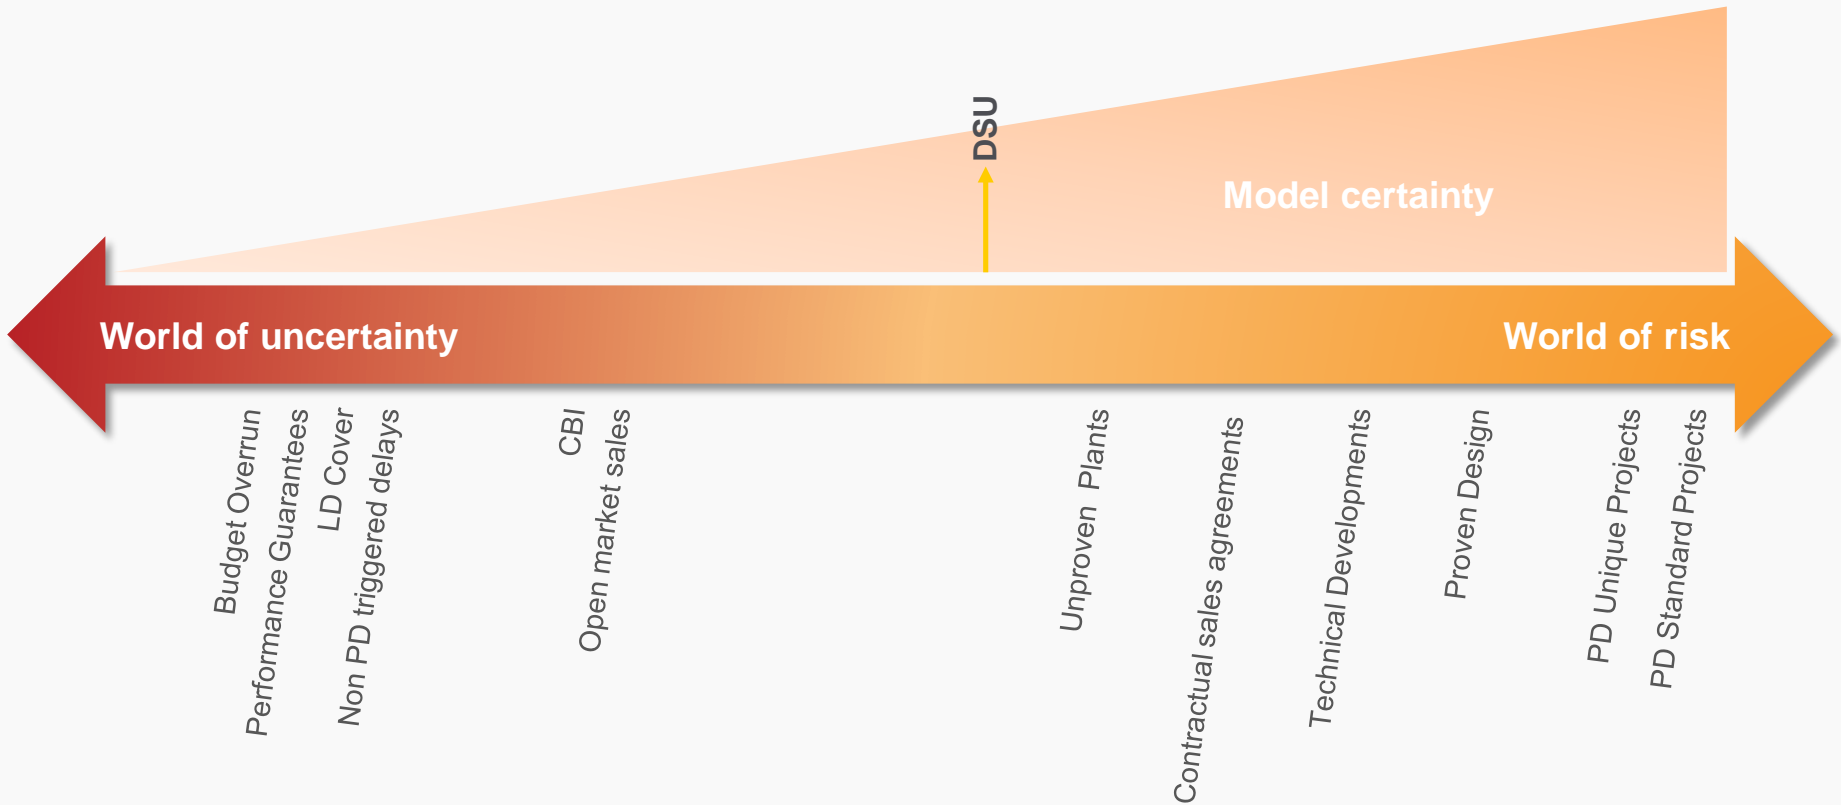 DSU
Model certainty
World of uncertainty
World of risk
Budget Overrun
Performance Guarantees
LD Cover
Non PD triggered delays
CBI
Open market sales
Unproven Plants
Contractual sales agreements
Technical Developments
Proven Design
PD Unique Projects
PD Standard Projects